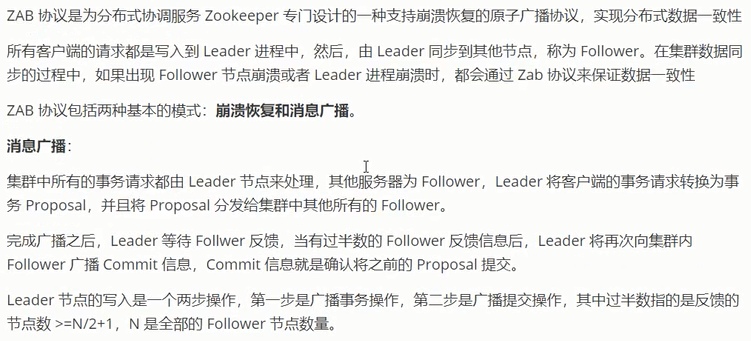 ZAB 协议是为分布式协调服务 Zookeeper 专门设计的一种支持崩溃恢复的原子广播协议，实现分布式数据一致性
所有客户端的请求都是写入到 Leader 进程中，然后，由 Leader 同步到其他节点，称为 Follower。在集群数据同
步的过程中，如果出现 Follower 节点崩溃或者 Leader 进程崩溃时，都会通过 Zab 协议来保证数据一致性
ZAB 协议包括两种基本的模式：崩溃恢复和消息广播。
消息广播：
集群中所有的事务请求都由 Leader 节点来处理，其他服务器为 Follower，Leader 将客户端的事务请求转换为事
务 Proposal，并且将 Proposal 分发给集群中其他所有的 Follower。
完成广播之后，Leader 等待 Follwer 反馈，当有过半数的 Follower 反馈信息后，Leader 将再次向集群内
Follower 广播 Commit 信息，Commit 信息就是确认将之前的 Proposal 提交。
Leader 节点的写入是一个两步操作，第一步是广播事务操作，第二步是广播提交操作，其中过半数指的是反馈的
节点数 >=N/2+1，N 是全部的 Follower 节点数量。